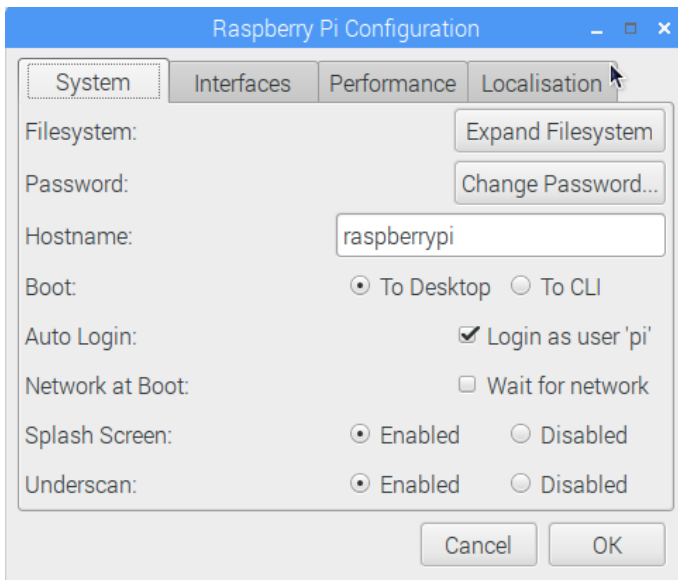 Raspberry Pi Configuration
System Interfaces Performance Localisation
Filesystem: Expand Filesystem
Password: Change Password...
Hostname: raspberrypi
Boot: To Desktop To CLI
Auto Login: Login as user 'pi'
Network at Boot: Wait for network
Splash Screen: Enabled Disabled
Underscan: Enabled Disabled
Cancel OK